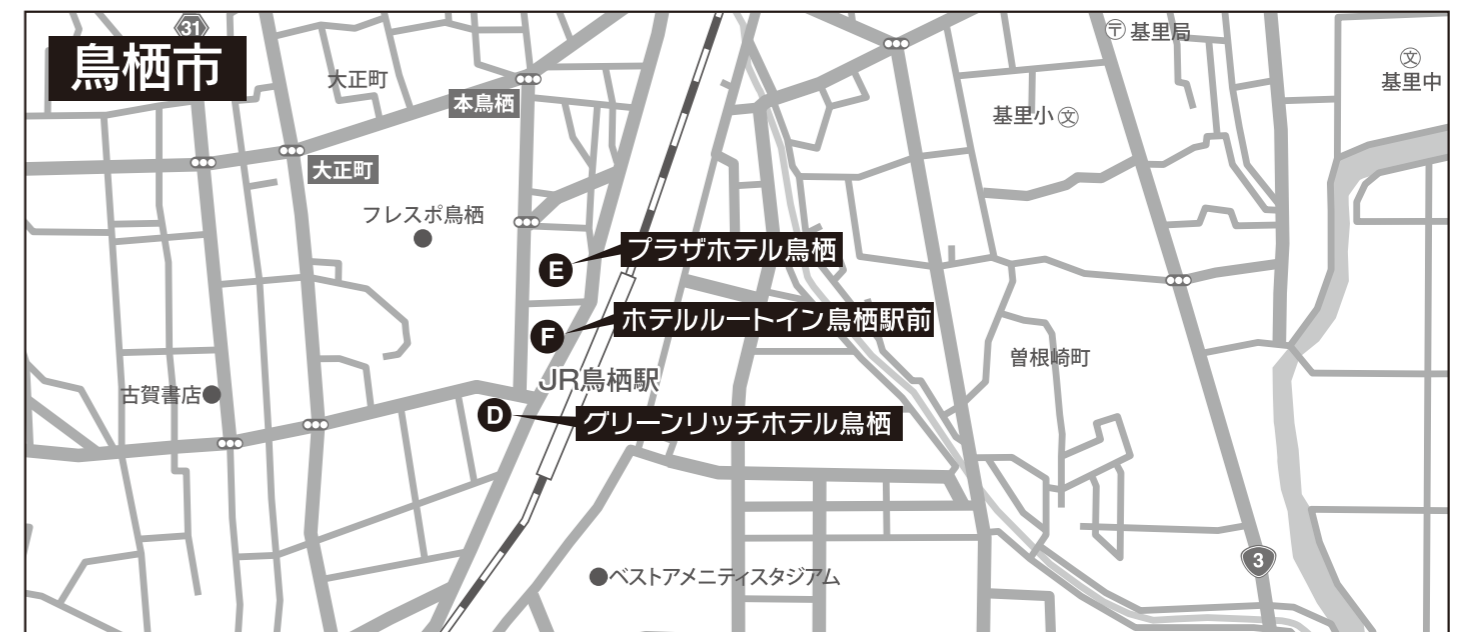 31
鳥栖市
大正町
本鳥栖
大正町
フレスポ鳥栖
〒基里局
文
基里中
基里小文
E
プラザホテル鳥栖
F
ホテルルートイン鳥栖駅前
JR鳥栖駅
曽根崎町
古賀書店
D
グリーンリッチホテル鳥栖
3
ベストアメニティスタジアム